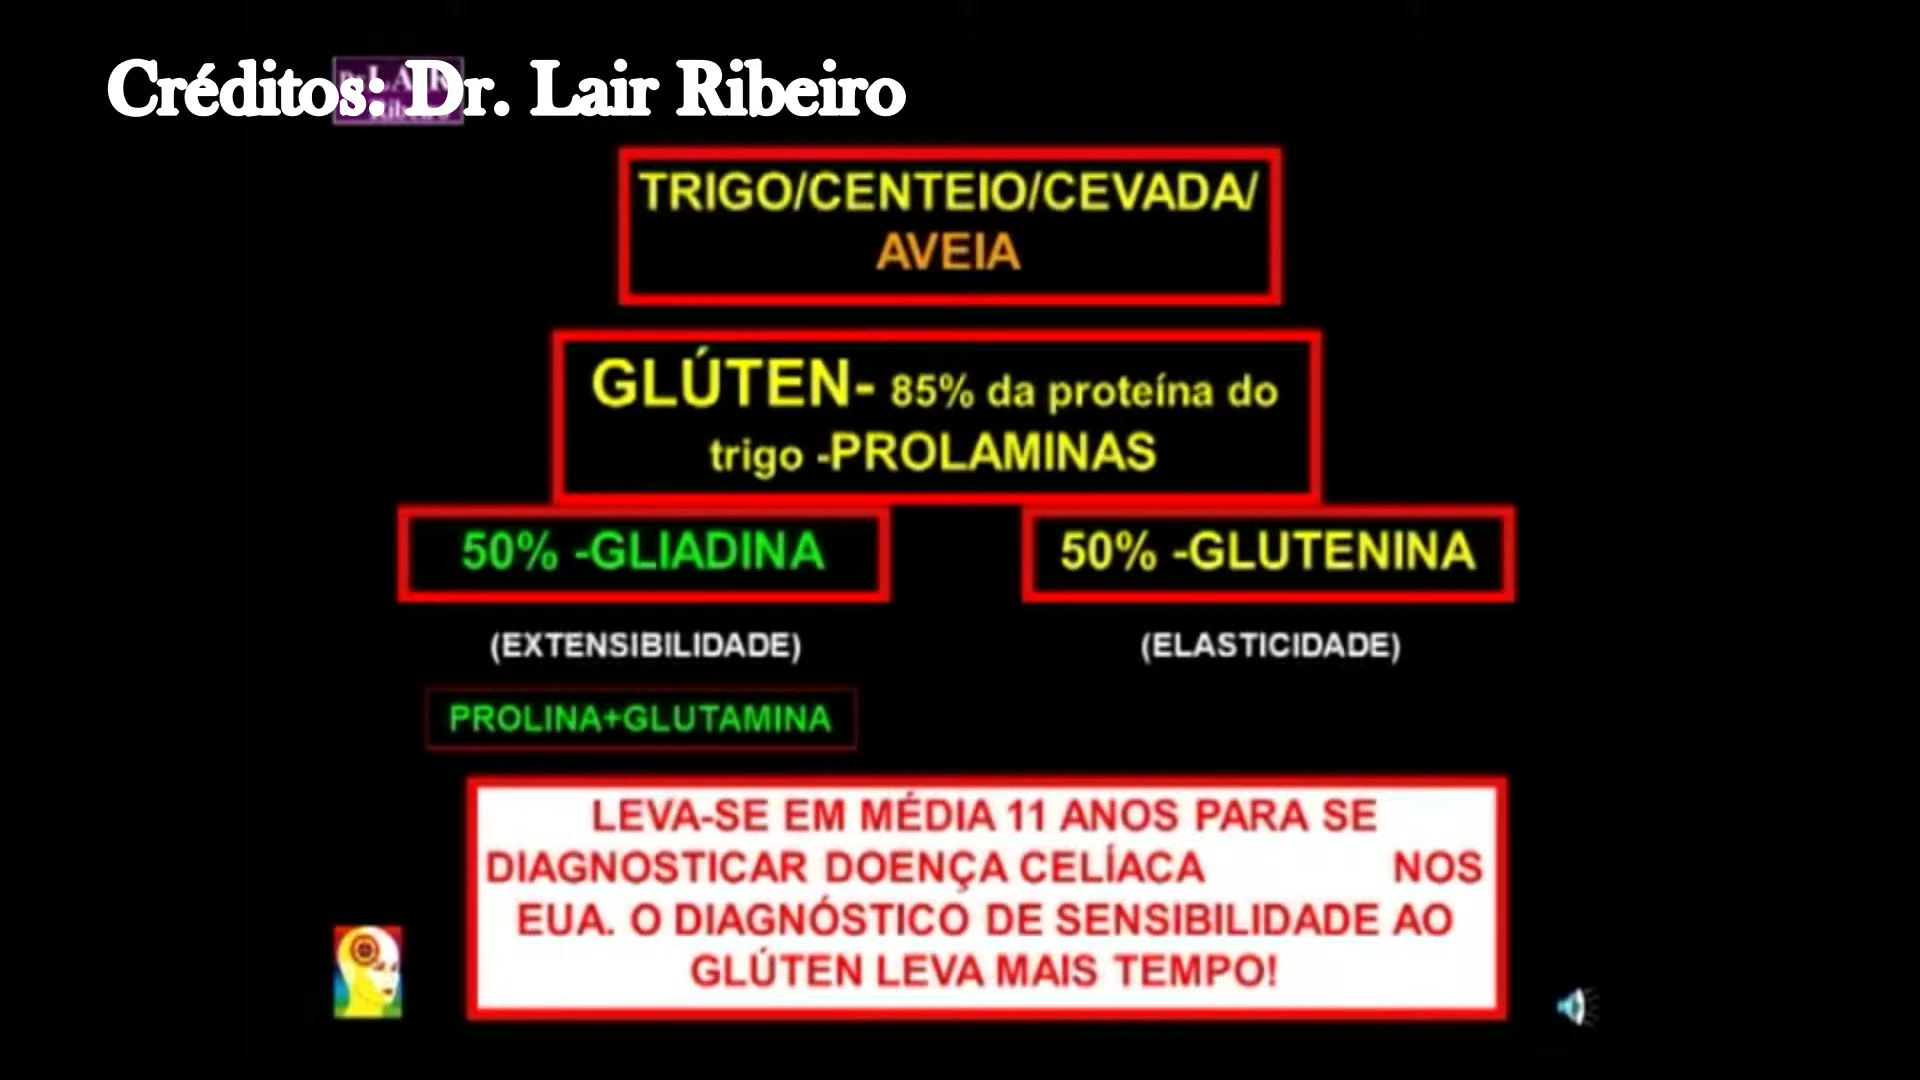 Créditos: Dr. Lair Ribeiro
TRIGO/CENTEIO/CEVADA/
AVEIA
GLÚTEN- 85% da proteína do
trigo -PROLAMINAS
50% -GLIADINA
50% -GLUTENINA
(EXTENSIBILIDADE)
(ELASTICIDADE)
PROLINA+GLUTAMINA
LEVA-SE EM MÉDIA 11 ANOS PARA SE
DIAGNOSTICAR DOENÇA CELÍACA NOS
EUA. O DIAGNÓSTICO DE SENSIBILIDADE AO
GLÚTEN LEVA MAIS TEMPO!